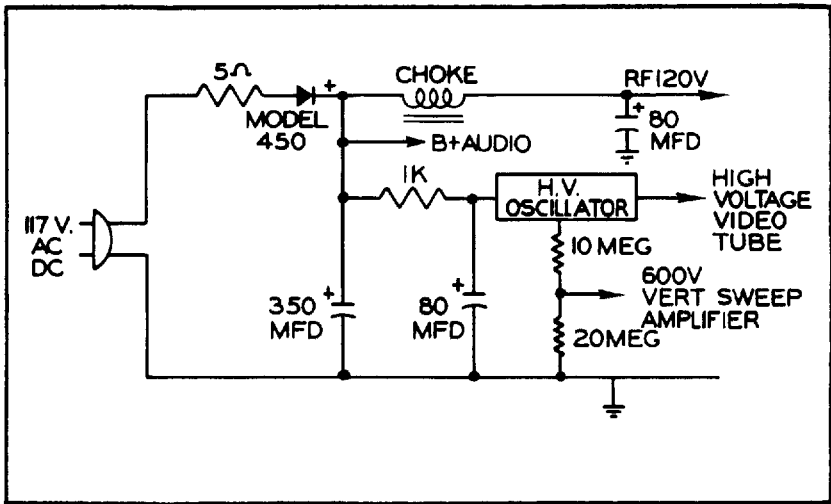 5Ω
MODEL
450
+
CHOKE
RF120V
+
80
MFD
B+AUDIO
1K
H.V.
OSCILLATOR
HIGH
VOLTAGE
VIDEO
TUBE
117 V.
AC
DC
10 MEG
600V
VERT SWEEP
AMPLIFIER
+
350
MFD
+
80
MFD
20MEG